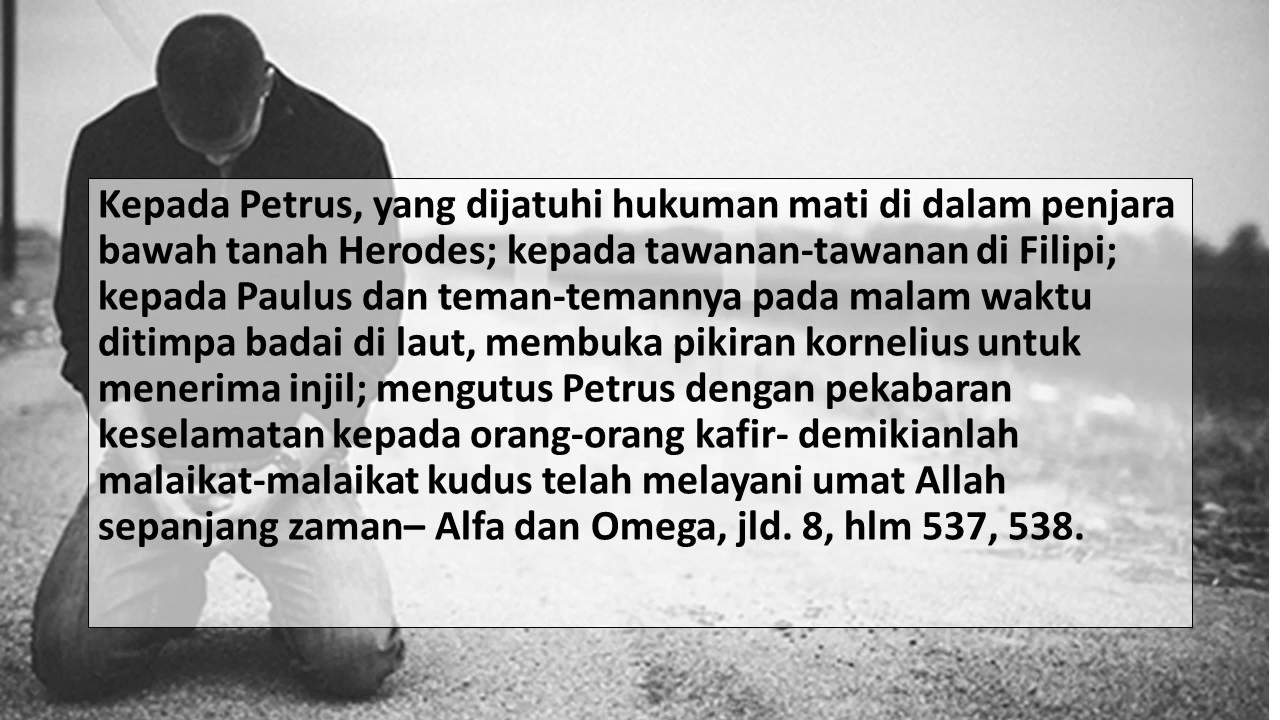 Kepada Petrus, yang dijatuhi hukuman mati di dalam penjara
bawah tanah Herodes; kepada tawanan-tawanan di Filipi;
kepada Paulus dan teman-temannya pada malam waktu
ditimpa badai di laut, membuka pikiran kornelius untuk
menerima injil; mengutus Petrus dengan pekabaran
keselamatan kepada orang-orang kafir- demikianlah
malaikat-malaikat kudus telah melayani umat Allah
sepanjang zaman– Alfa dan Omega, jld. 8, hlm 537, 538.